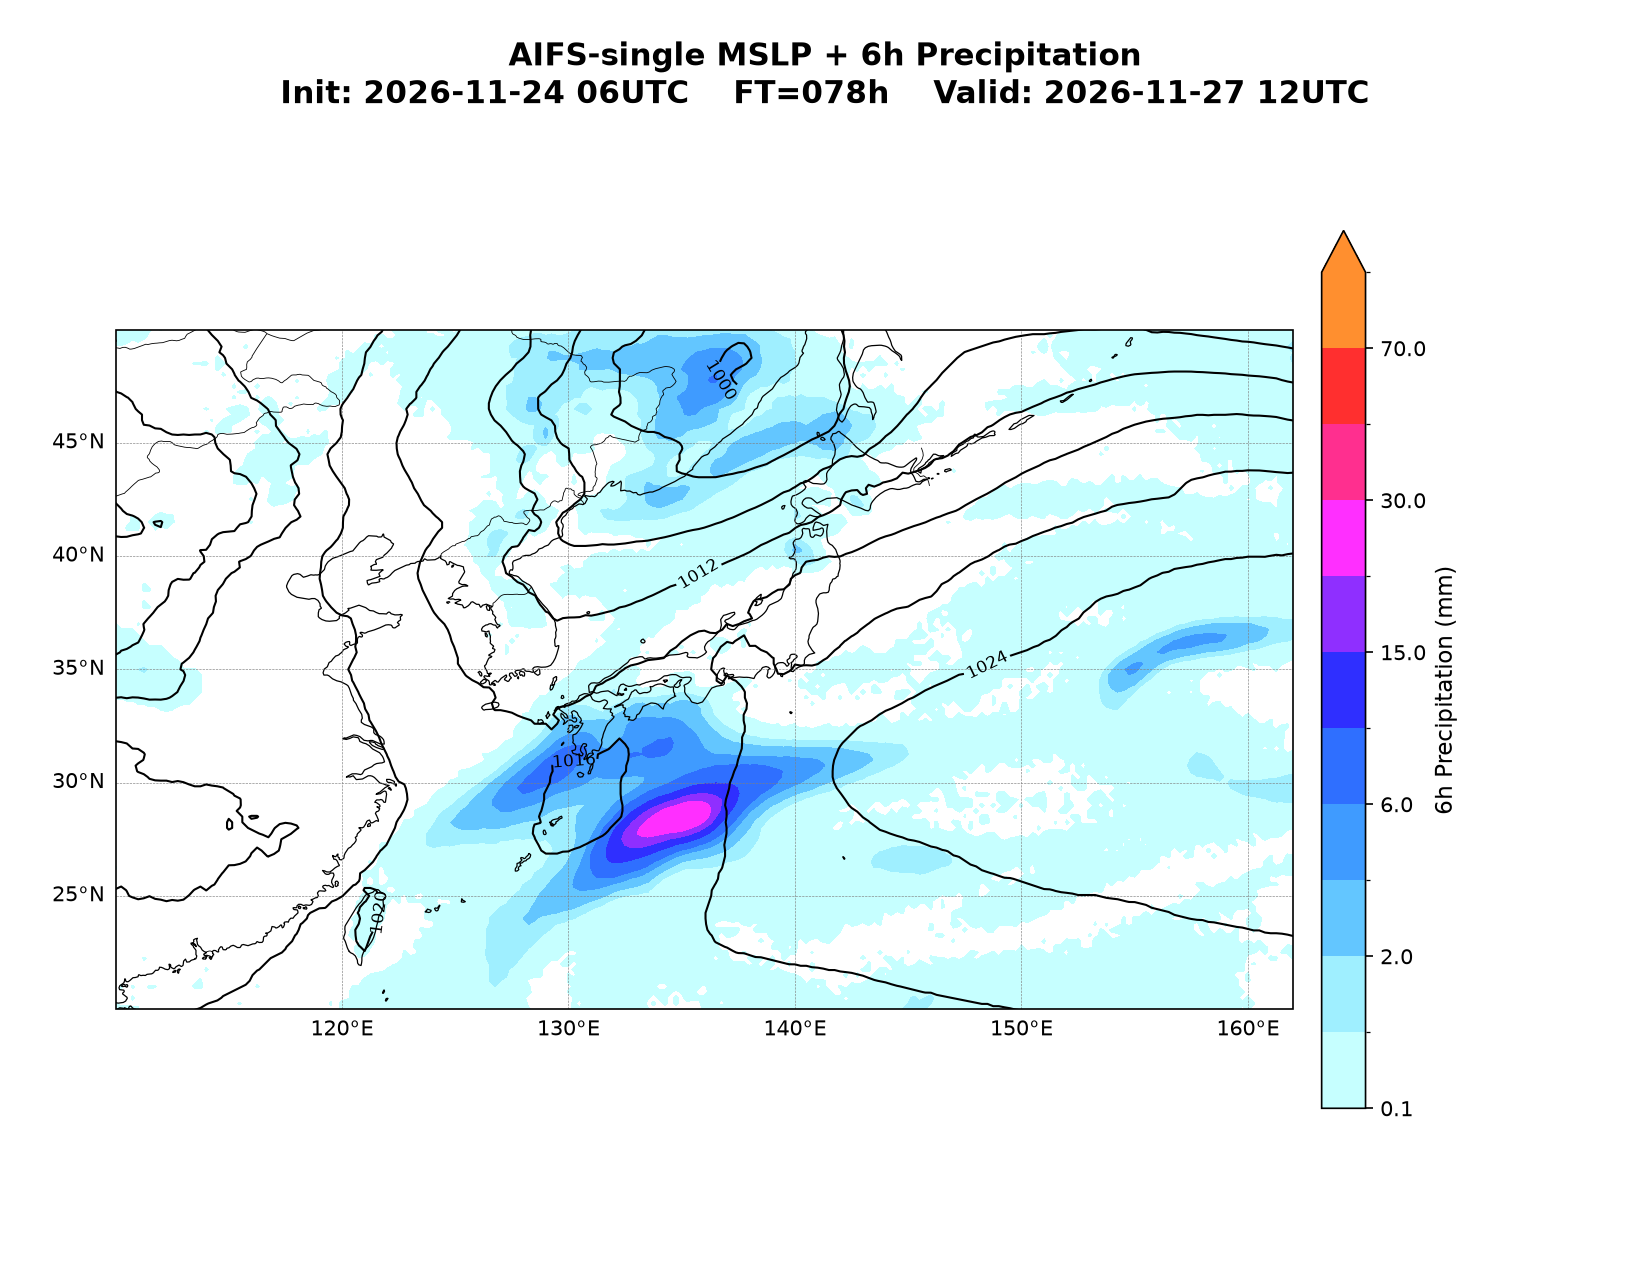 AIFS-single MSLP + 6h Precipitation
Init: 2026-11-24 06UTC    FT=078h    Valid: 2026-11-27 12UTC
70.0
30.0
15.0
6.0
2.0
0.1
6h Precipitation (mm)
45°N
40°N
35°N
30°N
25°N
120°E
130°E
140°E
150°E
160°E
1000
1012
1024
1016
1020